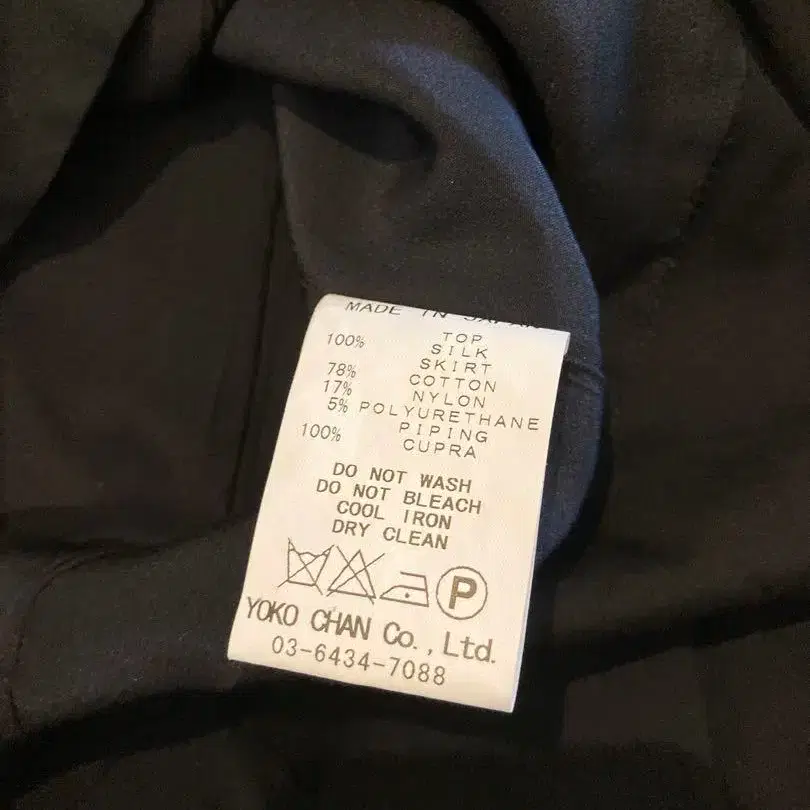 MADE IN JAPAN
TOP
100% SILK
SKIRT
78% COTTON
17% NYLON
5% POLYURETHANE
PIPING
100% CUPRA
DO NOT WASH
DO NOT BLEACH
COOL IRON
DRY CLEAN
P
YOKO CHAN Co., Ltd.
03-6434-7088